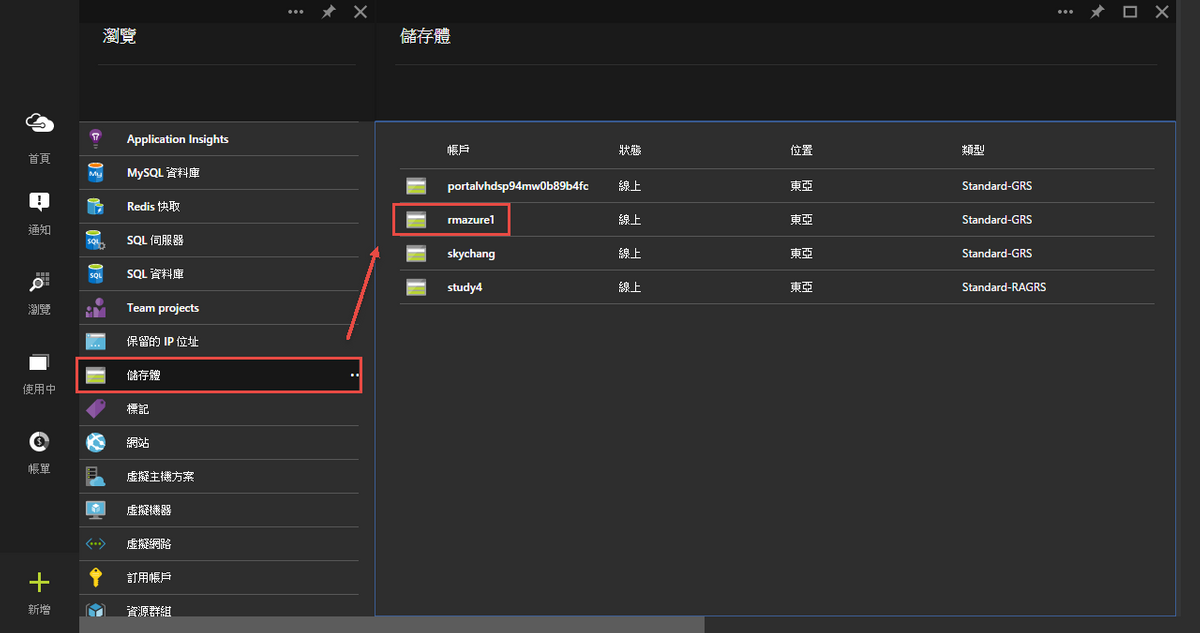 瀏覽
儲存體
首頁
通知
瀏覽
使用中
帳單
新增
Application Insights
MySQL 資料庫
Redis 快取
SQL 伺服器
SQL 資料庫
Team projects
保留的 IP 位址
儲存體
標記
網站
虛擬主機方案
虛擬機器
虛擬網路
訂用帳戶
資源群組
帳戶 狀態 位置 類型
portalvhdsp94mw0b89b4fc 線上 東亞 Standard-GRS
rmazure1 線上 東亞 Standard-GRS
skychang 線上 東亞 Standard-GRS
study4 線上 東亞 Standard-RAGRS